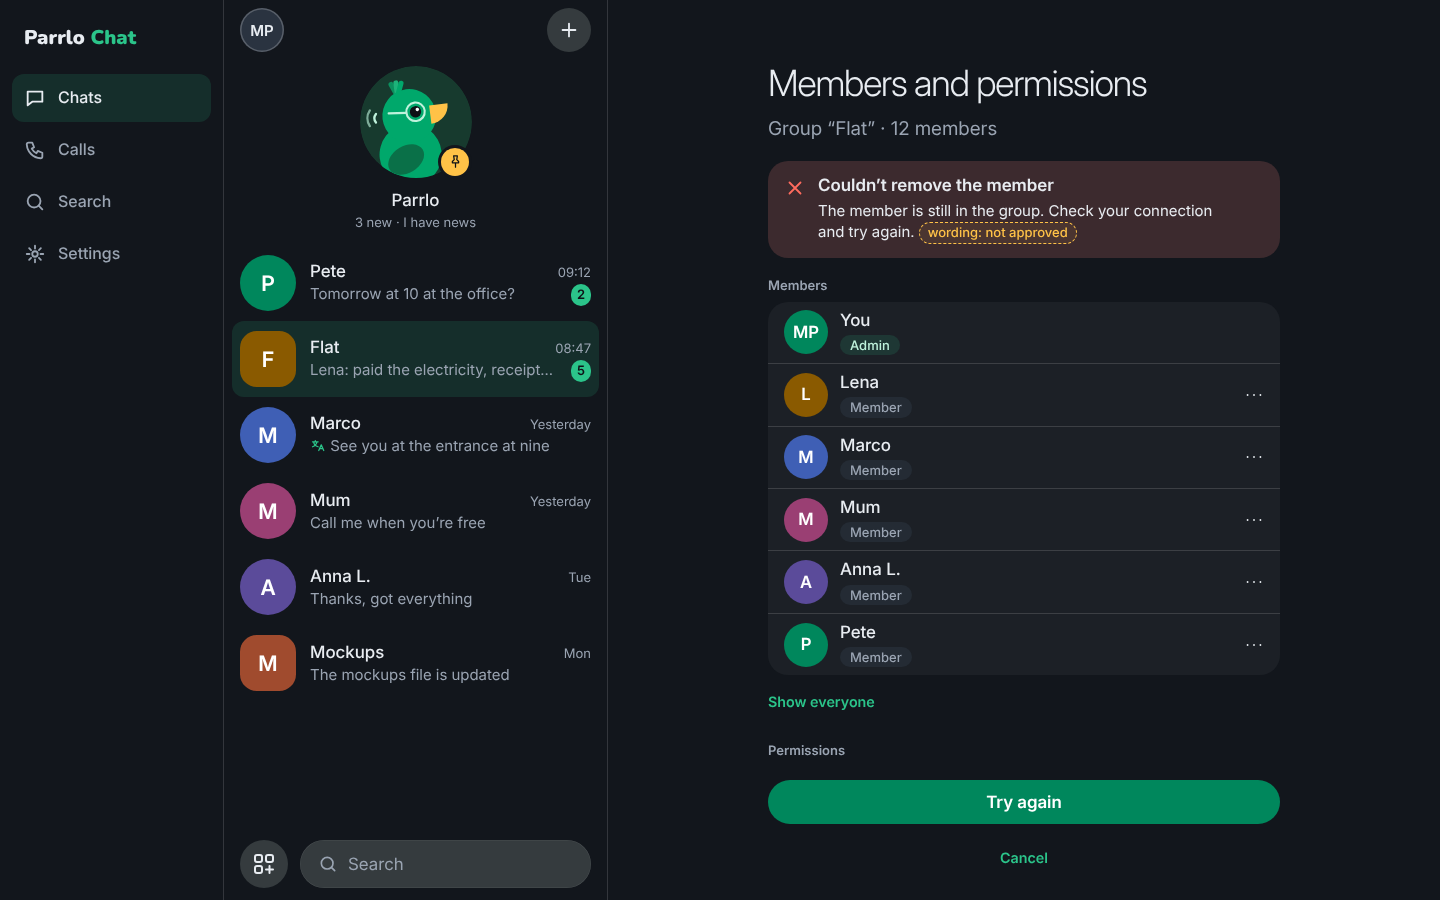 Parrlo Chat
Chats
Calls
Search
Settings
MP
Parrlo
3 new · I have news
P
Pete
09:12
Tomorrow at 10 at the office?
2
F
Flat
08:47
Lena: paid the electricity, receipt...
5
M
Marco
Yesterday
See you at the entrance at nine
M
Mum
Yesterday
Call me when you’re free
A
Anna L.
Tue
Thanks, got everything
M
Mockups
Mon
The mockups file is updated
Search
Members and permissions
Group “Flat” · 12 members
Couldn’t remove the member
The member is still in the group. Check your connection
and try again. wording: not approved
Members
MP
You
Admin
L
Lena
Member
M
Marco
Member
M
Mum
Member
A
Anna L.
Member
P
Pete
Member
Show everyone
Permissions
Try again
Cancel